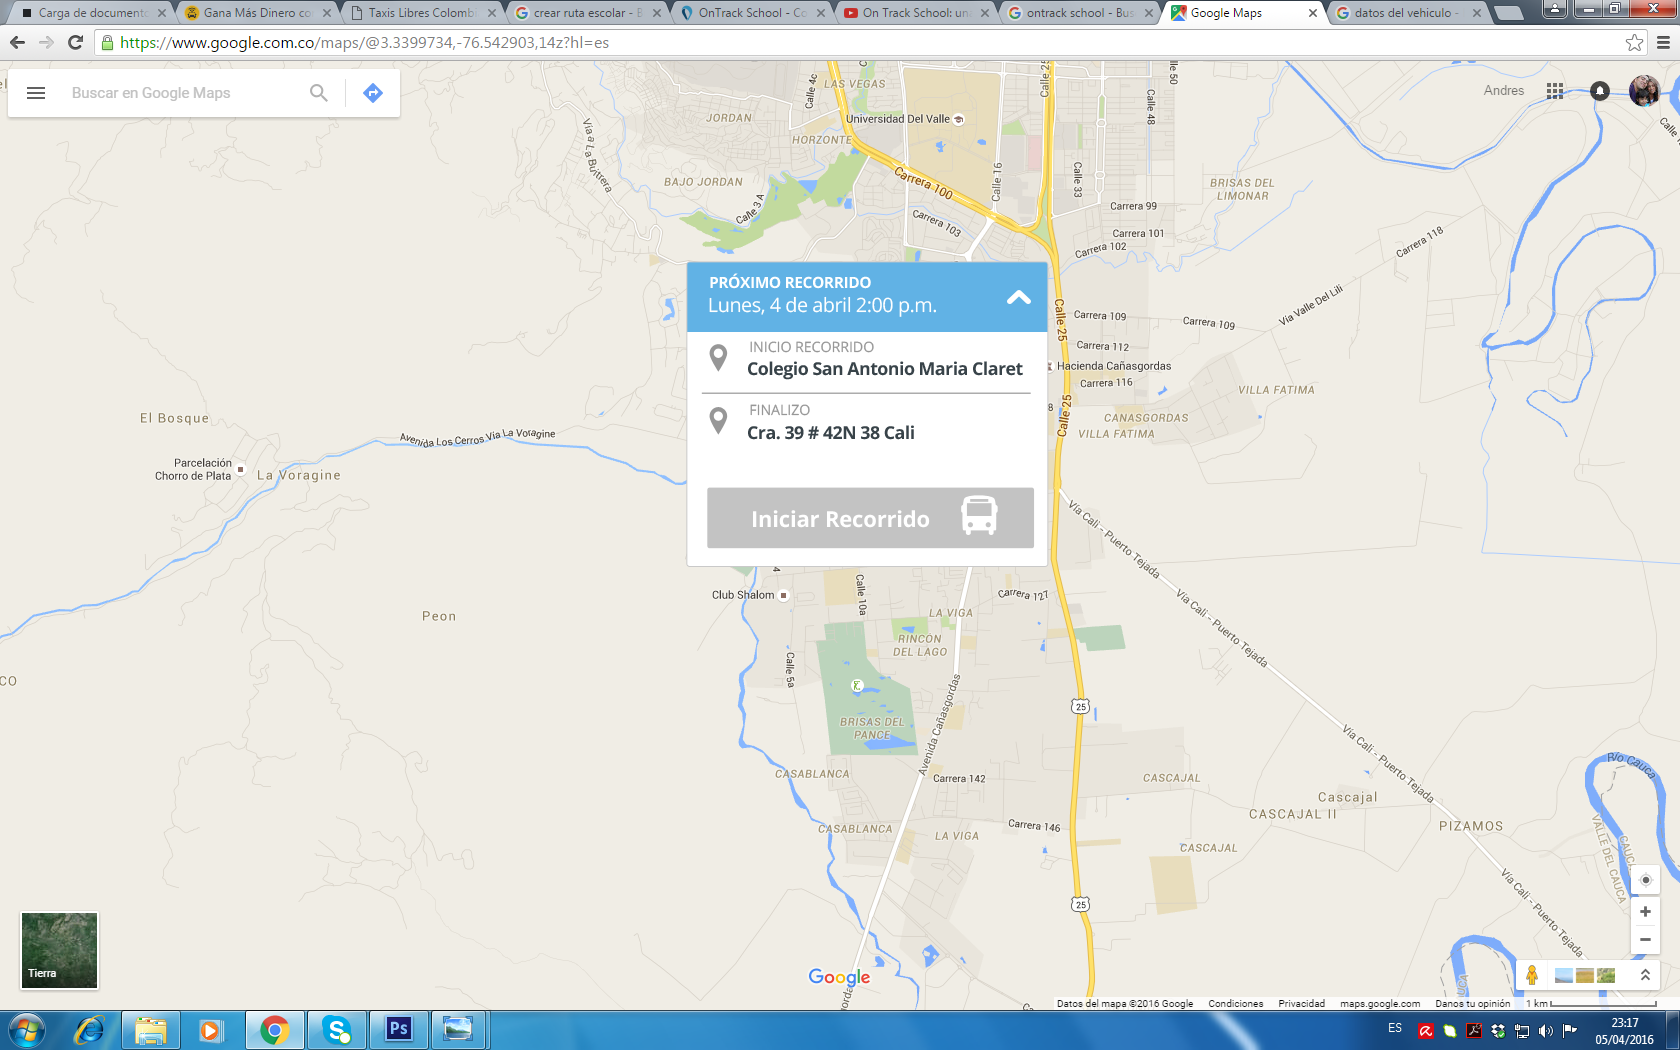 Carga de documento
Gana Más Dinero co
Taxis Libres Colombi
crear ruta escolar - B
OnTrack School - Co
On Track School: un
ontrack school - Bus
Google Maps
datos del vehiculo -
https://www.google.com.co/maps/@3.3399734,-76.542903,14z?hl=es
Buscar en Google Maps
Andres
LAS VEGAS
Calle 4c
Calle 25
Calle 50
Calle 48
Universidad Del Valle
JORDAN
HORZONTE
Via a La Buitrera
BAJO JORDAN
Calle 3 A
Carrera 100
Calle 16
Calle 33
BRISAS DEL
LIMONAR
Carrera 99
Carrera 103
Carrera 101
Carrera 102
Carrera 118
PRÓXIMO RECORRIDO
Lunes, 4 de abril 2:00 p.m.
INICIO RECORRIDO
Colegio San Antonio Maria Claret
FINALIZO
Cra. 39 # 42N 38 Cali
Iniciar Recorrido
Via Valle Del Lili
Calle 25
Carrera 109
Carrera 109
Carrera 112
Hacienda Cañasgordas
Carrera 116
VILLA FATIMA
Calle 25
CANASGORDAS
VILLA FATIMA
El Bosque
Avenida Los Cerros Via La Voragine
Parcelación
Chorro de Plata
La Voragine
Via Cali - Puerto Tejada
Via Cali - Puerto Tejada
Via Cali - Puerto Tejada
Via Cali - Puerto Tejada
Club Shalom
Calle 10a
Carrera 127
LA VIGA
Peon
RINCON
DEL LAGO
Calle 5a
CO
BRISAS DEL
PANCE
Avenida Cañasgordas
25
CASABLANCA
Carrera 142
CASCAJAL
Cascajal
CASCAJAL II
PIZAMOS
Río Cauca
CAUCA
VALLE DEL CAUCA
CASABLANCA
LA VIGA
Carrera 146
CASCAJAL
25
Tierra
Google
Datos del mapa ©2016 Google
Condiciones
Privacidad
maps.google.com
Danos tu opinión
1 km
Ps
ES
23:17
05/04/2016